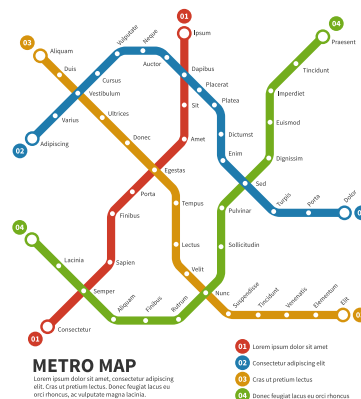 01
Ipsum
04
Praesent
03
Aliquam
Vulputate
Neque
Auctor
Duis
Cursus
Dapibus
Tincidunt
Vestibulum
Placerat
Imperdiet
Sit
Platea
Ultrices
Varius
Euismod
Donec
Amet
Dictumst
02
Adipiscing
Enim
Dignissim
Egestas
Sed
Porta
Turpis
Porta
Dolor
Tempus
Pulvinar
Finibus
04
Lectus
Sollicitudin
Lacinia
Sapien
Velit
Semper
Nunc
Aliquam
Finibus
Rutrum
Suspendisse
Tincidunt
Venenatis
Elementum
Elit
01
Consectetur
METRO MAP
Lorem ipsum dolor sit amet, consectetur adipiscing
elit. Cras ut pretium lectus. Donec feugiat lacus eu
orci rhoncus, ac vulputate magna lacinia.
01 Lorem ipsum dolor sit amet
02 Consectetur adipiscing elit
03 Cras ut pretium lectus
04 Donec feugiat lacus eu orci rhoncus